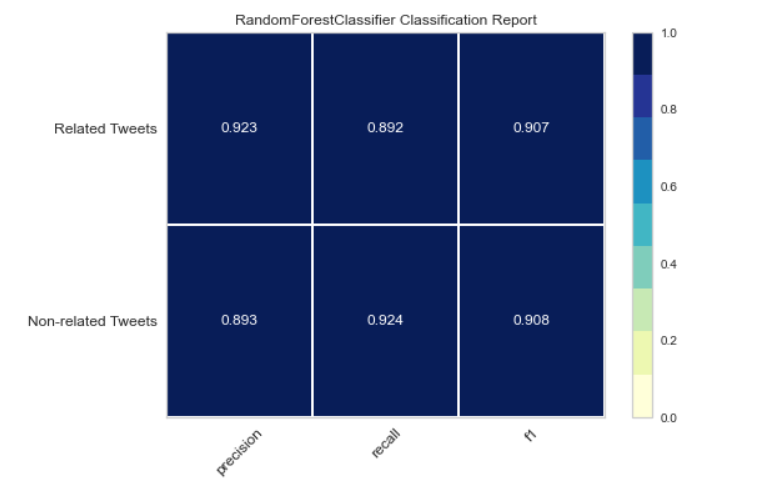 RandomForestClassifier Classification Report
Related Tweets 0.923 0.892 0.907
Non-related Tweets 0.893 0.924 0.908
precision recall f1
1.0
0.8
0.6
0.4
0.2
0.0